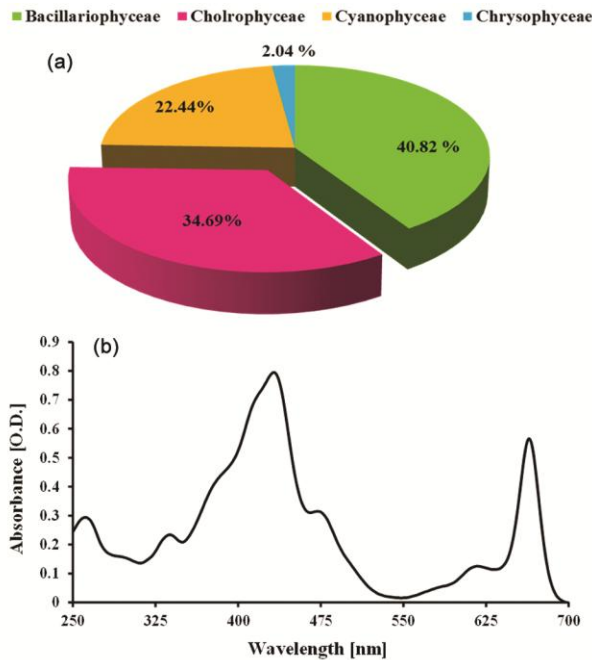 Bacillariophyceae Cholrophyceae Cyanophyceae Chrysophyceae
(a)
2.04 %
22.44%
40.82 %
34.69%
(b)
0.9
0.8
0.7
0.6
0.5
0.4
0.3
0.2
0.1
0
Absorbance [O.D.]
250 325 400 475 550 625 700
Wavelength [nm]